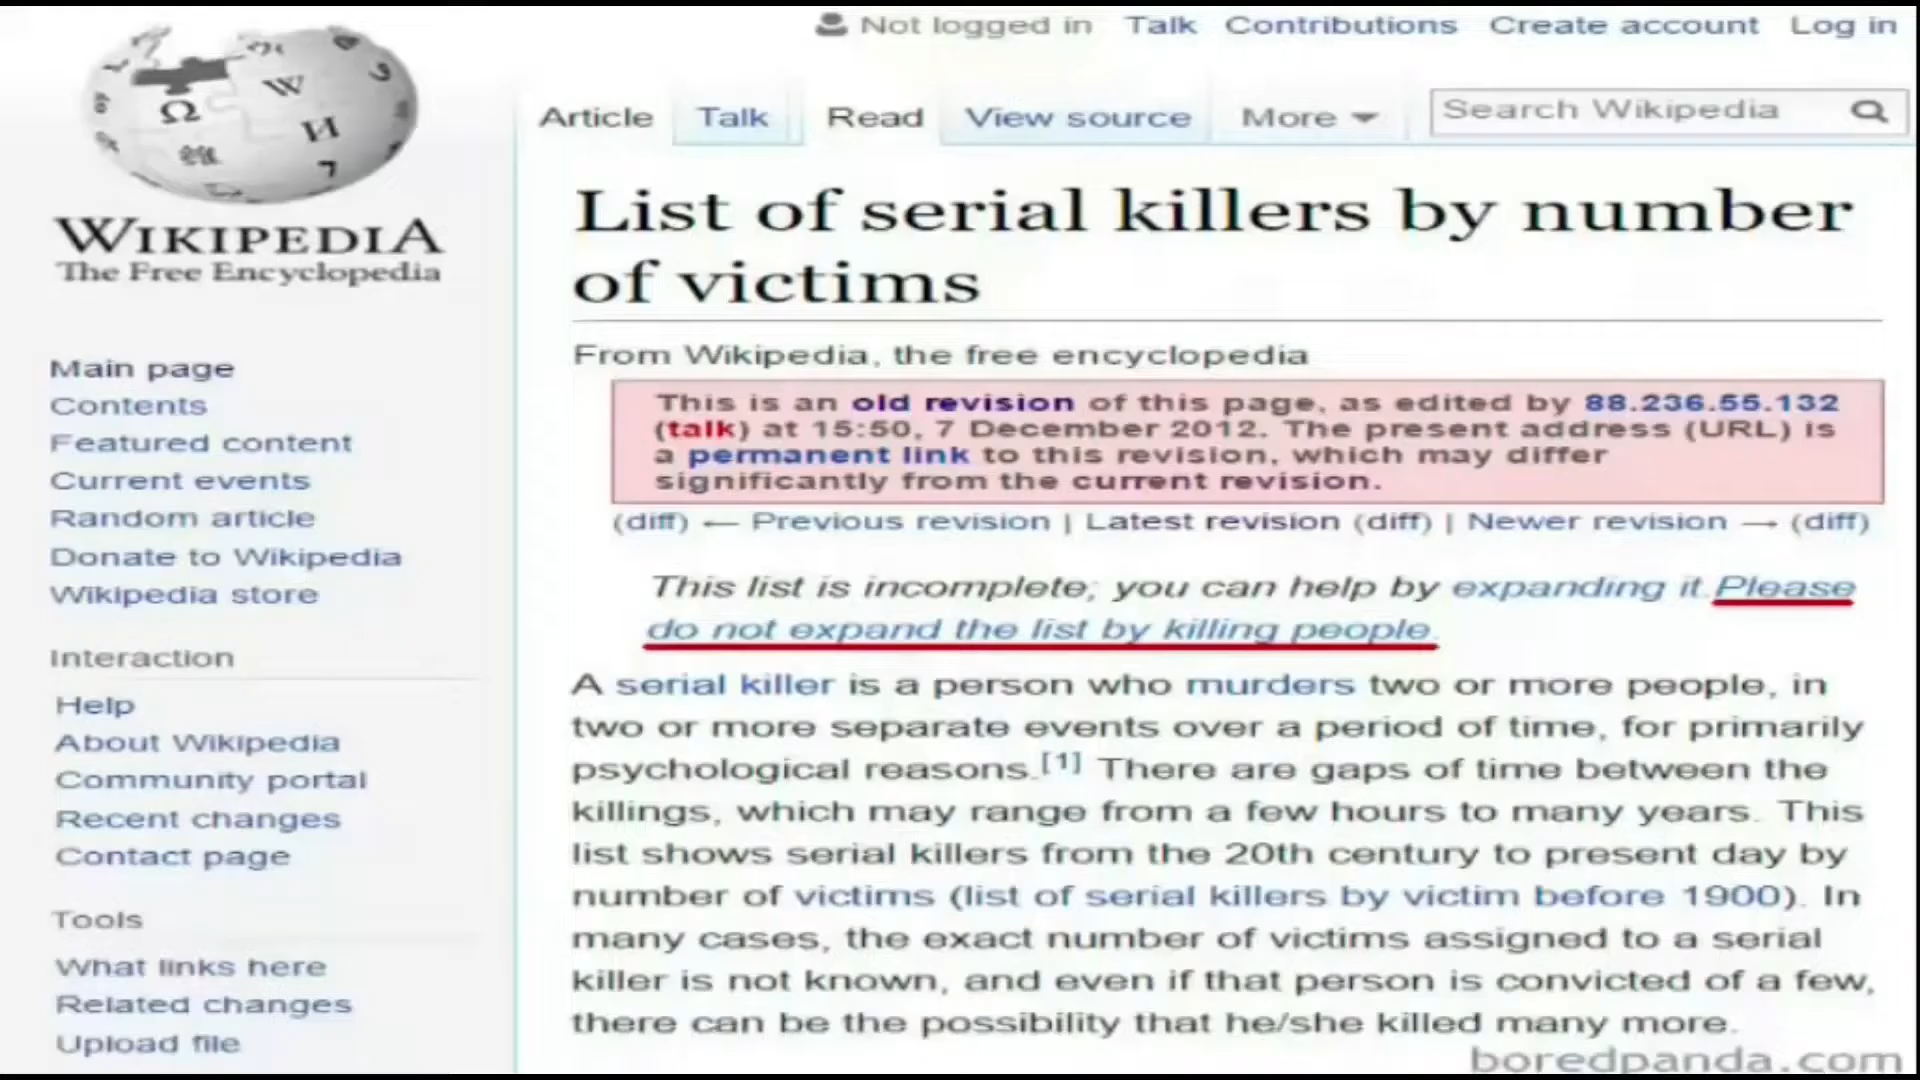 Not logged in Talk Contributions Create account Log in
Article Talk Read View source More Search Wikipedia
WIKIPEDIA
The Free Encyclopedia
Main page
Contents
Featured content
Current events
Random article
Donate to Wikipedia
Wikipedia store
Interaction
Help
About Wikipedia
Community portal
Recent changes
Contact page
Tools
What links here
Related changes
Upload file
List of serial killers by number
of victims
From Wikipedia, the free encyclopedia
This is an old revision of this page, as edited by 88.236.55.132
(talk) at 15:50, 7 December 2012. The present address (URL) is
a permanent link to this revision, which may differ
significantly from the current revision.
(diff) ← Previous revision | Latest revision (diff) | Newer revision → (diff)
This list is incomplete; you can help by expanding it. Please
do not expand the list by killing people.
A serial killer is a person who murders two or more people, in
two or more separate events over a period of time, for primarily
psychological reasons.[1] There are gaps of time between the
killings, which may range from a few hours to many years. This
list shows serial killers from the 20th century to present day by
number of victims (list of serial killers by victim before 1900). In
many cases, the exact number of victims assigned to a serial
killer is not known, and even if that person is convicted of a few,
there can be the possibility that he/she killed many more.
boredpanda.com